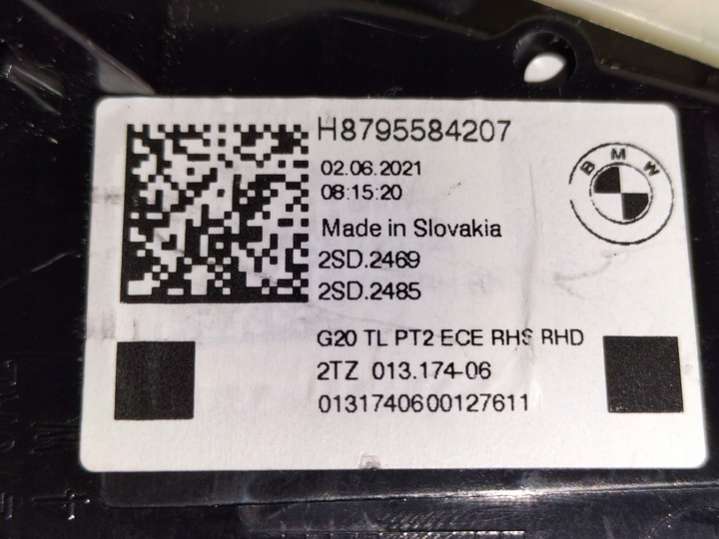 H8795584207
02.06.2021
08:15:20
BMW
Made in Slovakia
2SD.2469
2SD.2485
G20 TL PT2 ECE RHS RHD
2TZ 013.174-06
0131740600127611